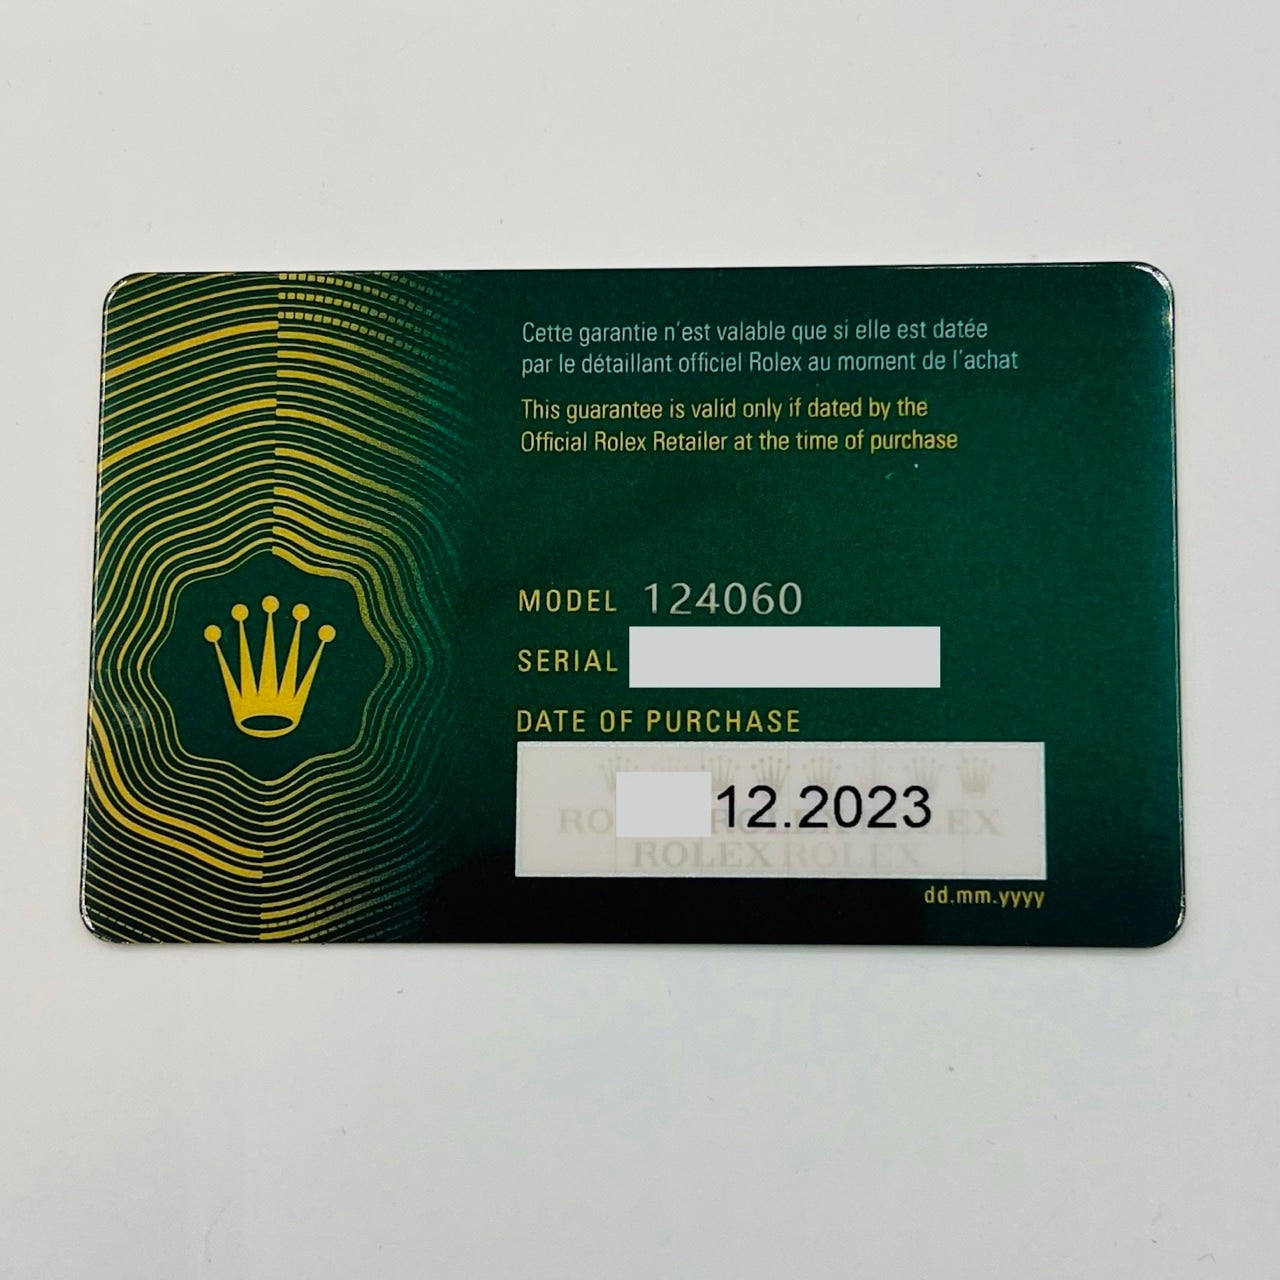 Cette garantie n'est valable que si elle est datée
par le détaillant officiel Rolex au moment de l'achat
This guarantee is valid only if dated by the
Official Rolex Retailer at the time of purchase
MODEL 124060
SERIAL
DATE OF PURCHASE
12.2023
ROLEX ROLEX
dd.mm.yyyy